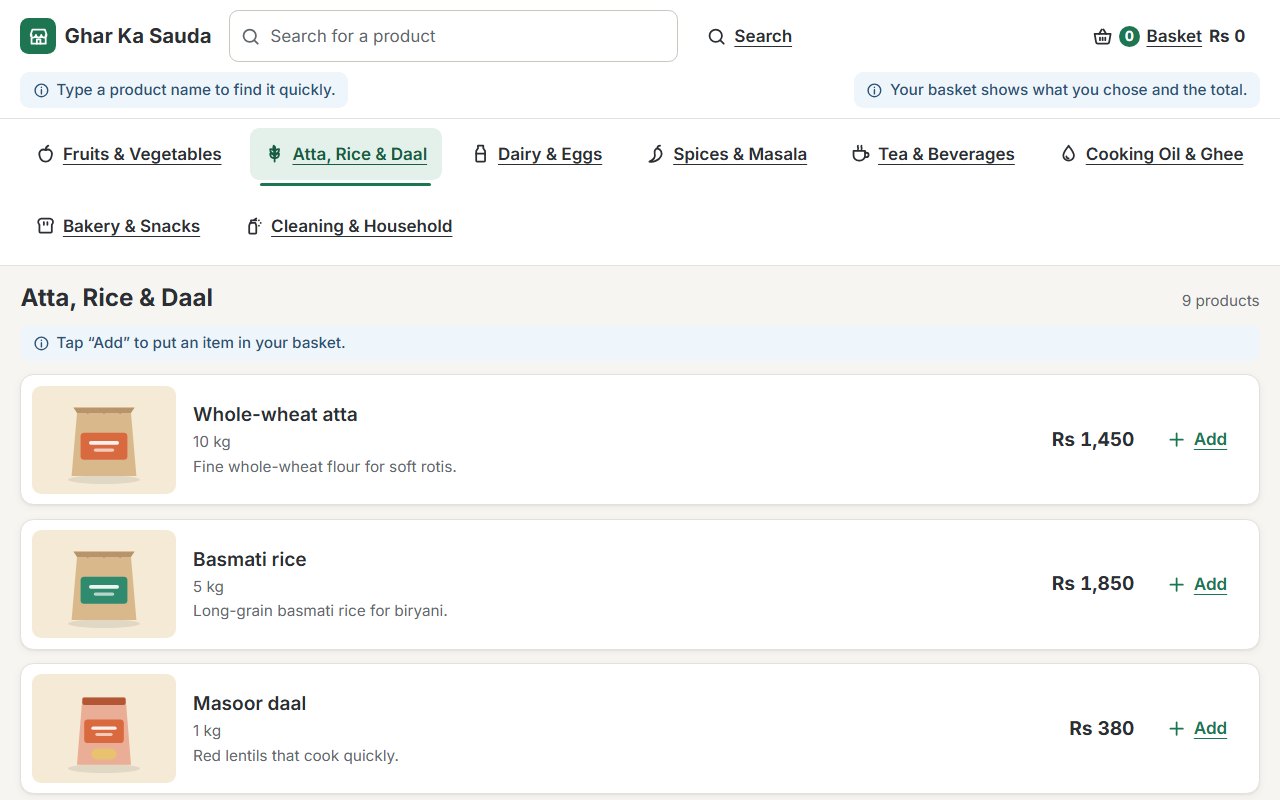 Ghar Ka Sauda
Search for a product
Search
0 Basket Rs 0
Type a product name to find it quickly.
Your basket shows what you chose and the total.
Fruits & Vegetables
Atta, Rice & Daal
Dairy & Eggs
Spices & Masala
Tea & Beverages
Cooking Oil & Ghee
Bakery & Snacks
Cleaning & Household
Atta, Rice & Daal
9 products
Tap “Add” to put an item in your basket.
Whole-wheat atta
10 kg
Fine whole-wheat flour for soft rotis.
Rs 1,450
Add
Basmati rice
5 kg
Long-grain basmati rice for biryani.
Rs 1,850
Add
Masoor daal
1 kg
Red lentils that cook quickly.
Rs 380
Add